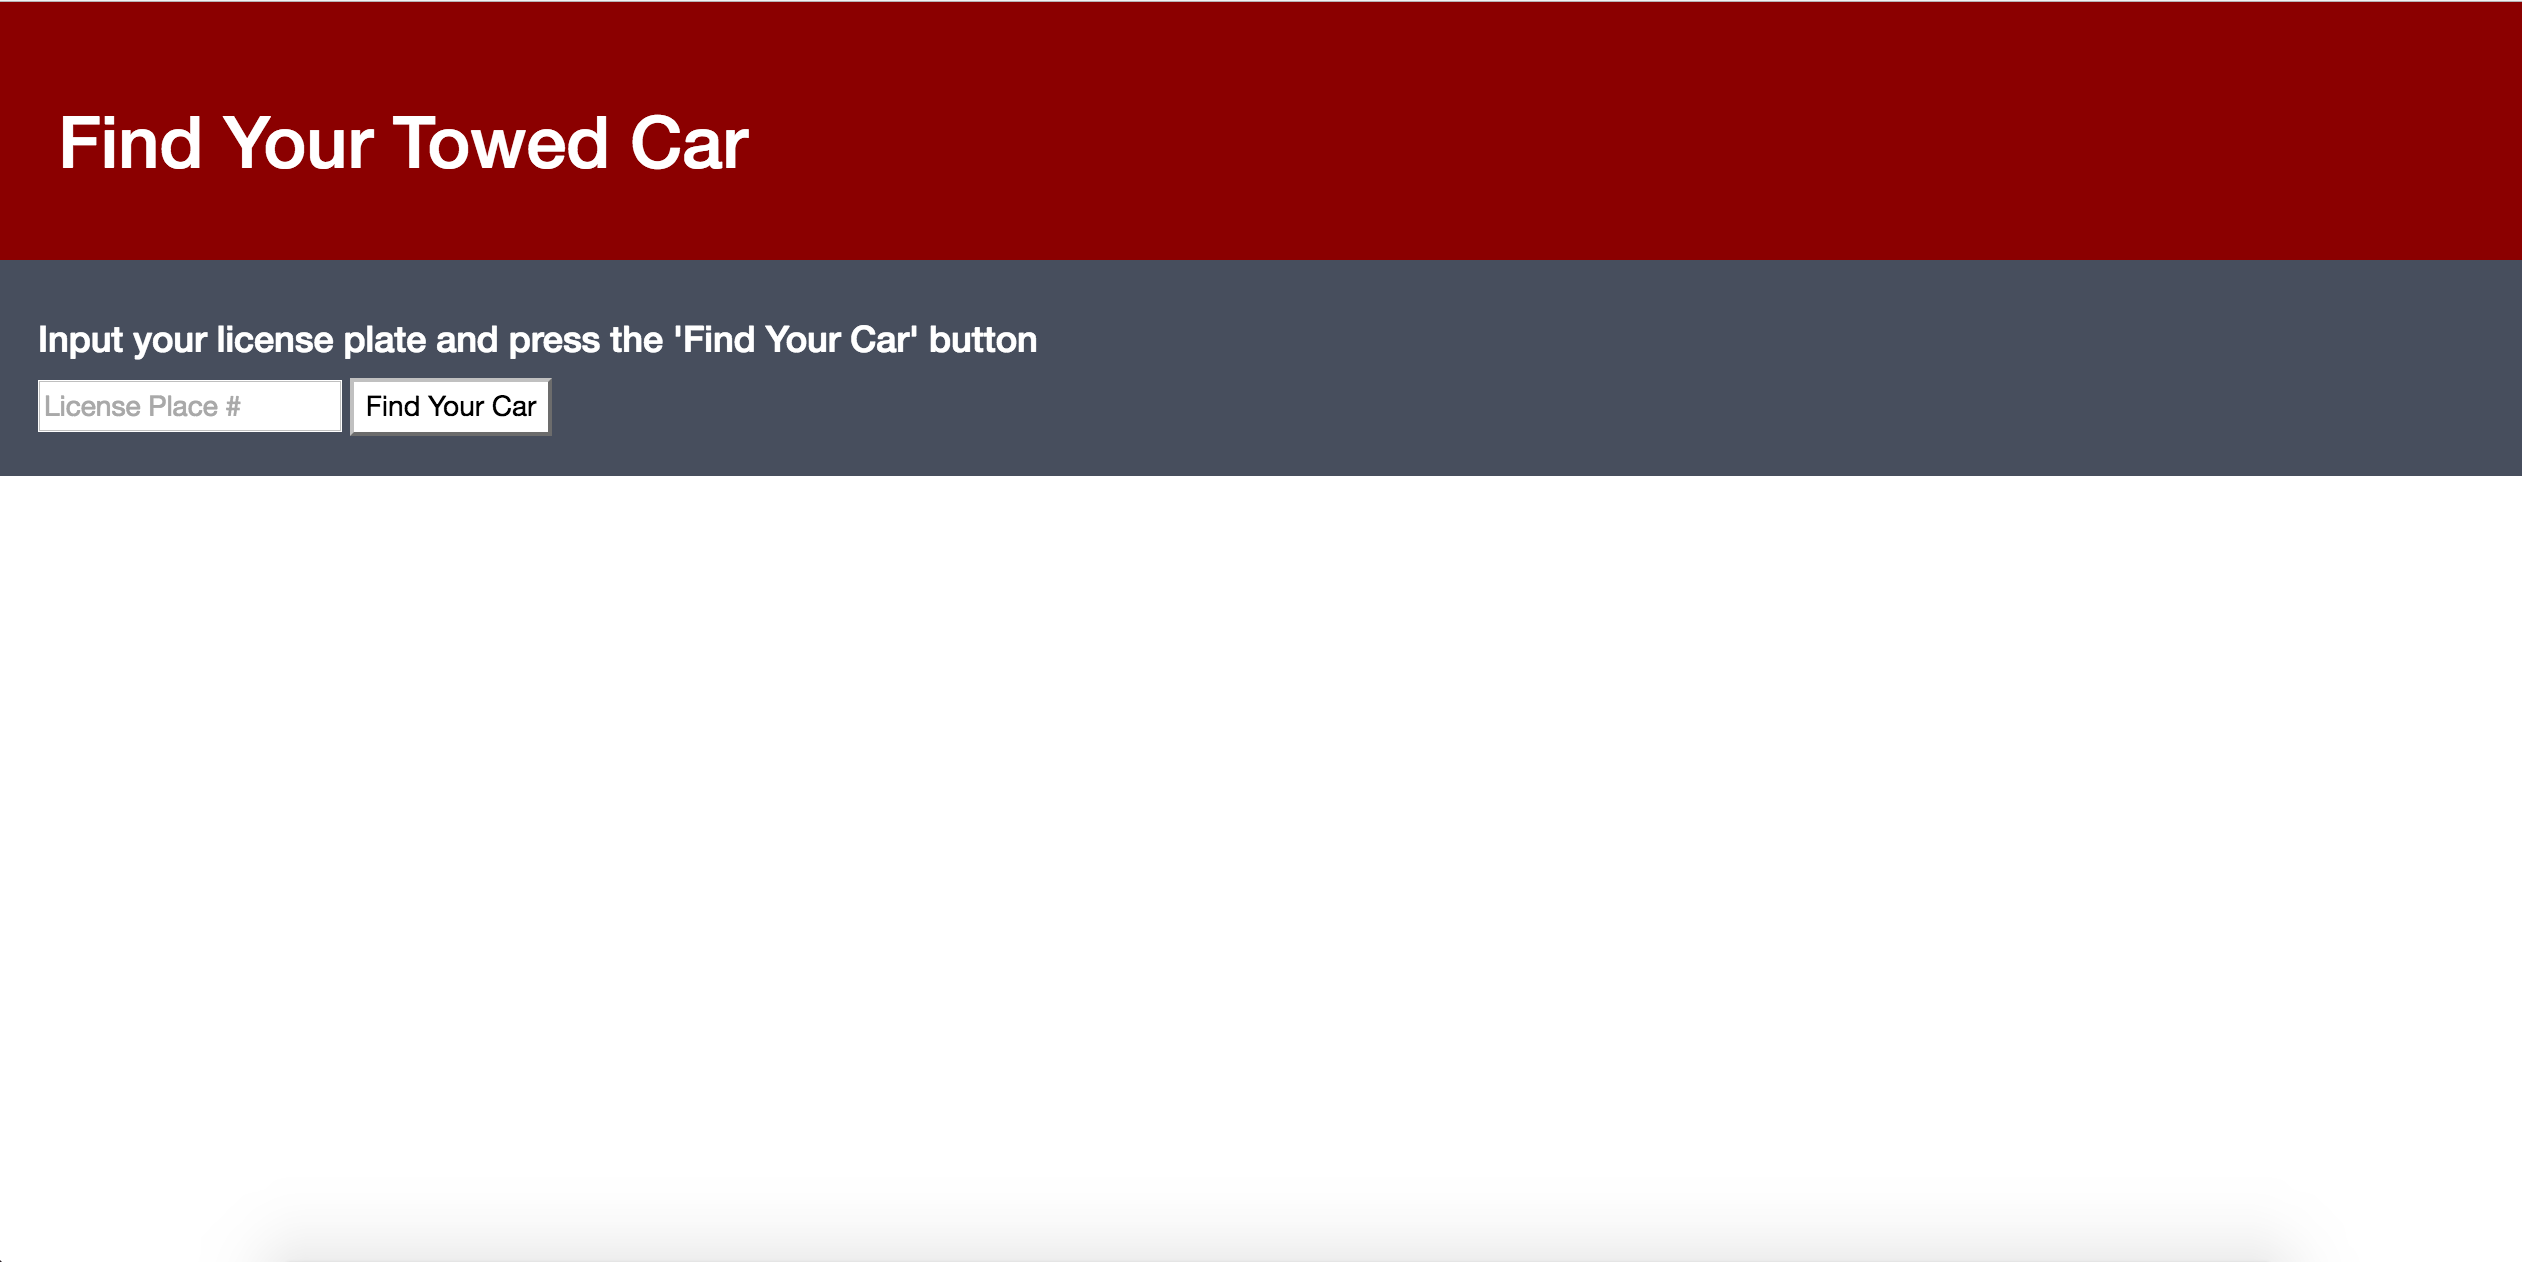 Find Your Towed Car
Input your license plate and press the 'Find Your Car' button
License Place # Find Your Car